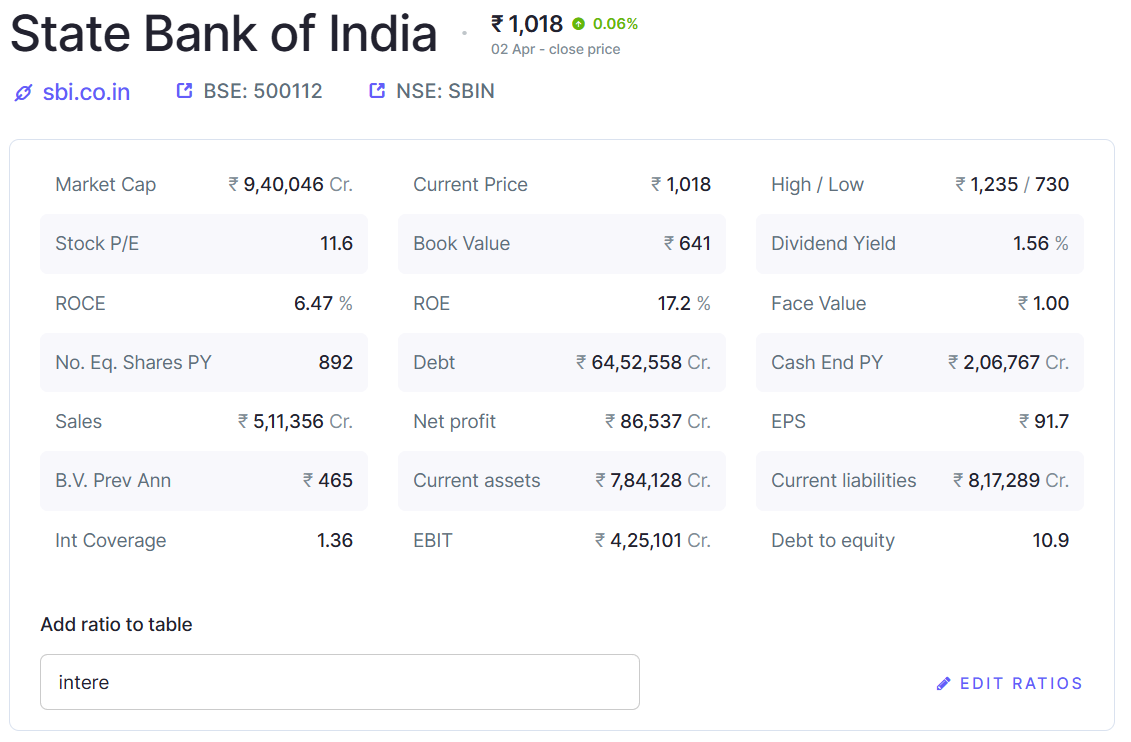 State Bank of India
₹ 1,018 0.06%
02 Apr - close price
sbi.co.in BSE: 500112 NSE: SBIN
Market Cap ₹ 9,40,046 Cr. Current Price ₹ 1,018 High / Low ₹ 1,235 / 730
Stock P/E 11.6 Book Value ₹ 641 Dividend Yield 1.56 %
ROCE 6.47 % ROE 17.2 % Face Value ₹ 1.00
No. Eq. Shares PY 892 Debt ₹ 64,52,558 Cr. Cash End PY ₹ 2,06,767 Cr.
Sales ₹ 5,11,356 Cr. Net profit ₹ 86,537 Cr. EPS ₹ 91.7
B.V. Prev Ann ₹ 465 Current assets ₹ 7,84,128 Cr. Current liabilities ₹ 8,17,289 Cr.
Int Coverage 1.36 EBIT ₹ 4,25,101 Cr. Debt to equity 10.9
Add ratio to table
intere EDIT RATIOS